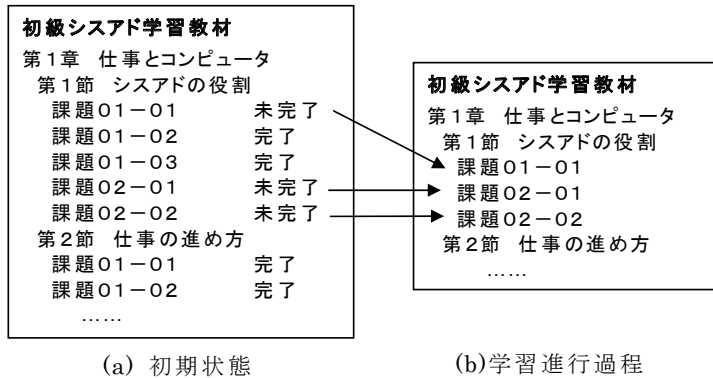 初級シスアド学習教材
第1章 仕事とコンピュータ
第1節 シスアドの役割
課題01-01 未完了
課題01-02 完了
課題01-03 完了
課題02-01 未完了
課題02-02 未完了
第2節 仕事の進め方
課題01-01 完了
課題01-02 完了
……
(a) 初期状態
初級シスアド学習教材
第1章 仕事とコンピュータ
第1節 シスアドの役割
課題01-01
課題02-01
課題02-02
第2節 仕事の進め方
……
(b)学習進行過程